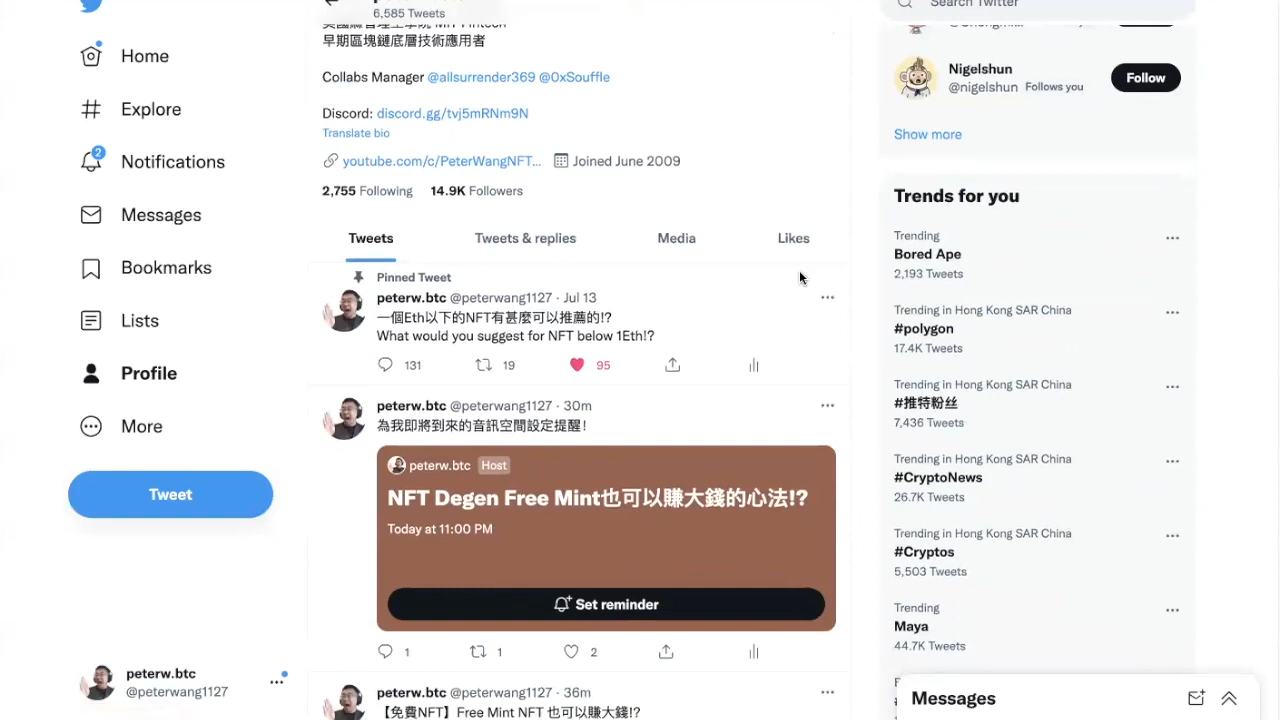 6,585 Tweets
早期區塊鏈底層技術應用者
Collabs Manager @allsurrender369 @0xSouffle
Discord: discord.gg/tvj5mRNm9N
Translate bio
youtube.com/c/PeterWangNFT... Joined June 2009
2,755 Following 14.9K Followers
Tweets Tweets & replies Media Likes
Pinned Tweet
peterw.btc @peterwang1127 · Jul 13
一個Eth以下的NFT有甚麼可以推薦的!?
What would you suggest for NFT below 1Eth!?
131 19 95
peterw.btc @peterwang1127 · 30m
為我即將到來的音訊空間設定提醒!
peterw.btc Host
NFT Degen Free Mint也可以賺大錢的心法!?
Today at 11:00 PM
Set reminder
1 1 2
peterw.btc @peterwang1127 · 36m
【免費NFT】Free Mint NFT 也可以賺大錢!?
Home
Explore
2
Notifications
Messages
Bookmarks
Lists
Profile
More
Tweet
peterw.btc
@peterwang1127
Search Twitter
Nigelshun
@nigelshun Follows you
Follow
Show more
Trends for you
Trending
Bored Ape
2,193 Tweets
Trending in Hong Kong SAR China
#polygon
17.4K Tweets
Trending in Hong Kong SAR China
#推特粉丝
7,436 Tweets
Trending in Hong Kong SAR China
#CryptoNews
26.7K Tweets
Trending in Hong Kong SAR China
#Cryptos
5,503 Tweets
Trending
Maya
44.7K Tweets
Messages